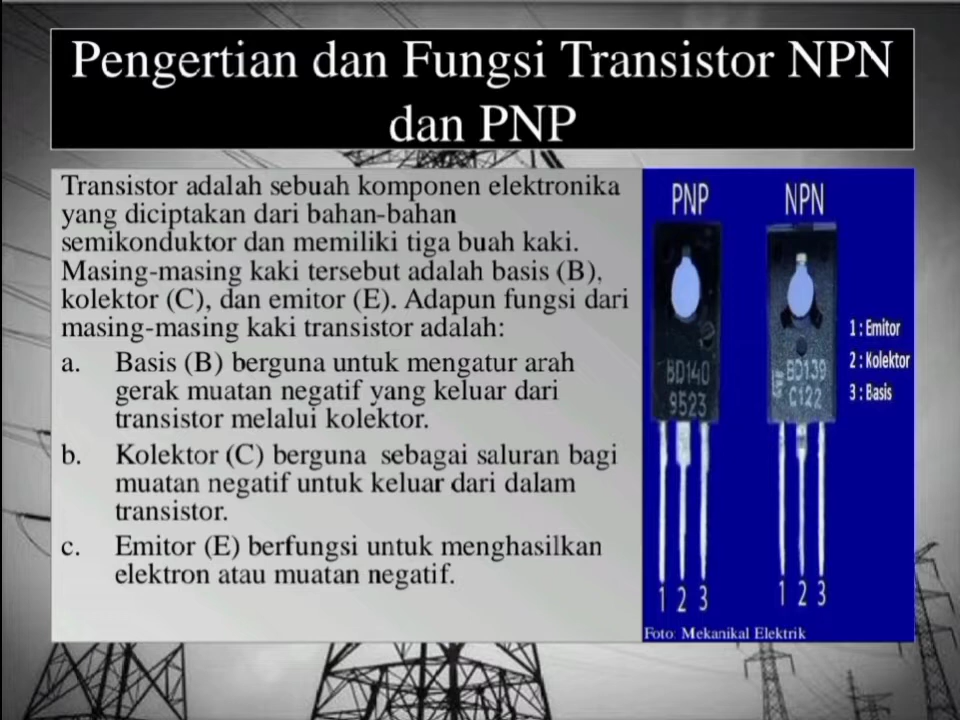 Pengertian dan Fungsi Transistor NPN
dan PNP
Transistor adalah sebuah komponen elektronika
yang diciptakan dari bahan-bahan
semikonduktor dan memiliki tiga buah kaki.
Masing-masing kaki tersebut adalah basis (B),
kolektor (C), dan emitor (E). Adapun fungsi dari
masing-masing kaki transistor adalah:
a. Basis (B) berguna untuk mengatur arah
gerak muatan negatif yang keluar dari
transistor melalui kolektor.
b. Kolektor (C) berguna sebagai saluran bagi
muatan negatif untuk keluar dari dalam
transistor.
c. Emitor (E) berfungsi untuk menghasilkan
elektron atau muatan negatif.
PNP
BD140
9523
1 2 3
NPN
BD139
C122
1 2 3
1 : Emitor
2 : Kolektor
3 : Basis
Foto: Mekanikal Elektrik